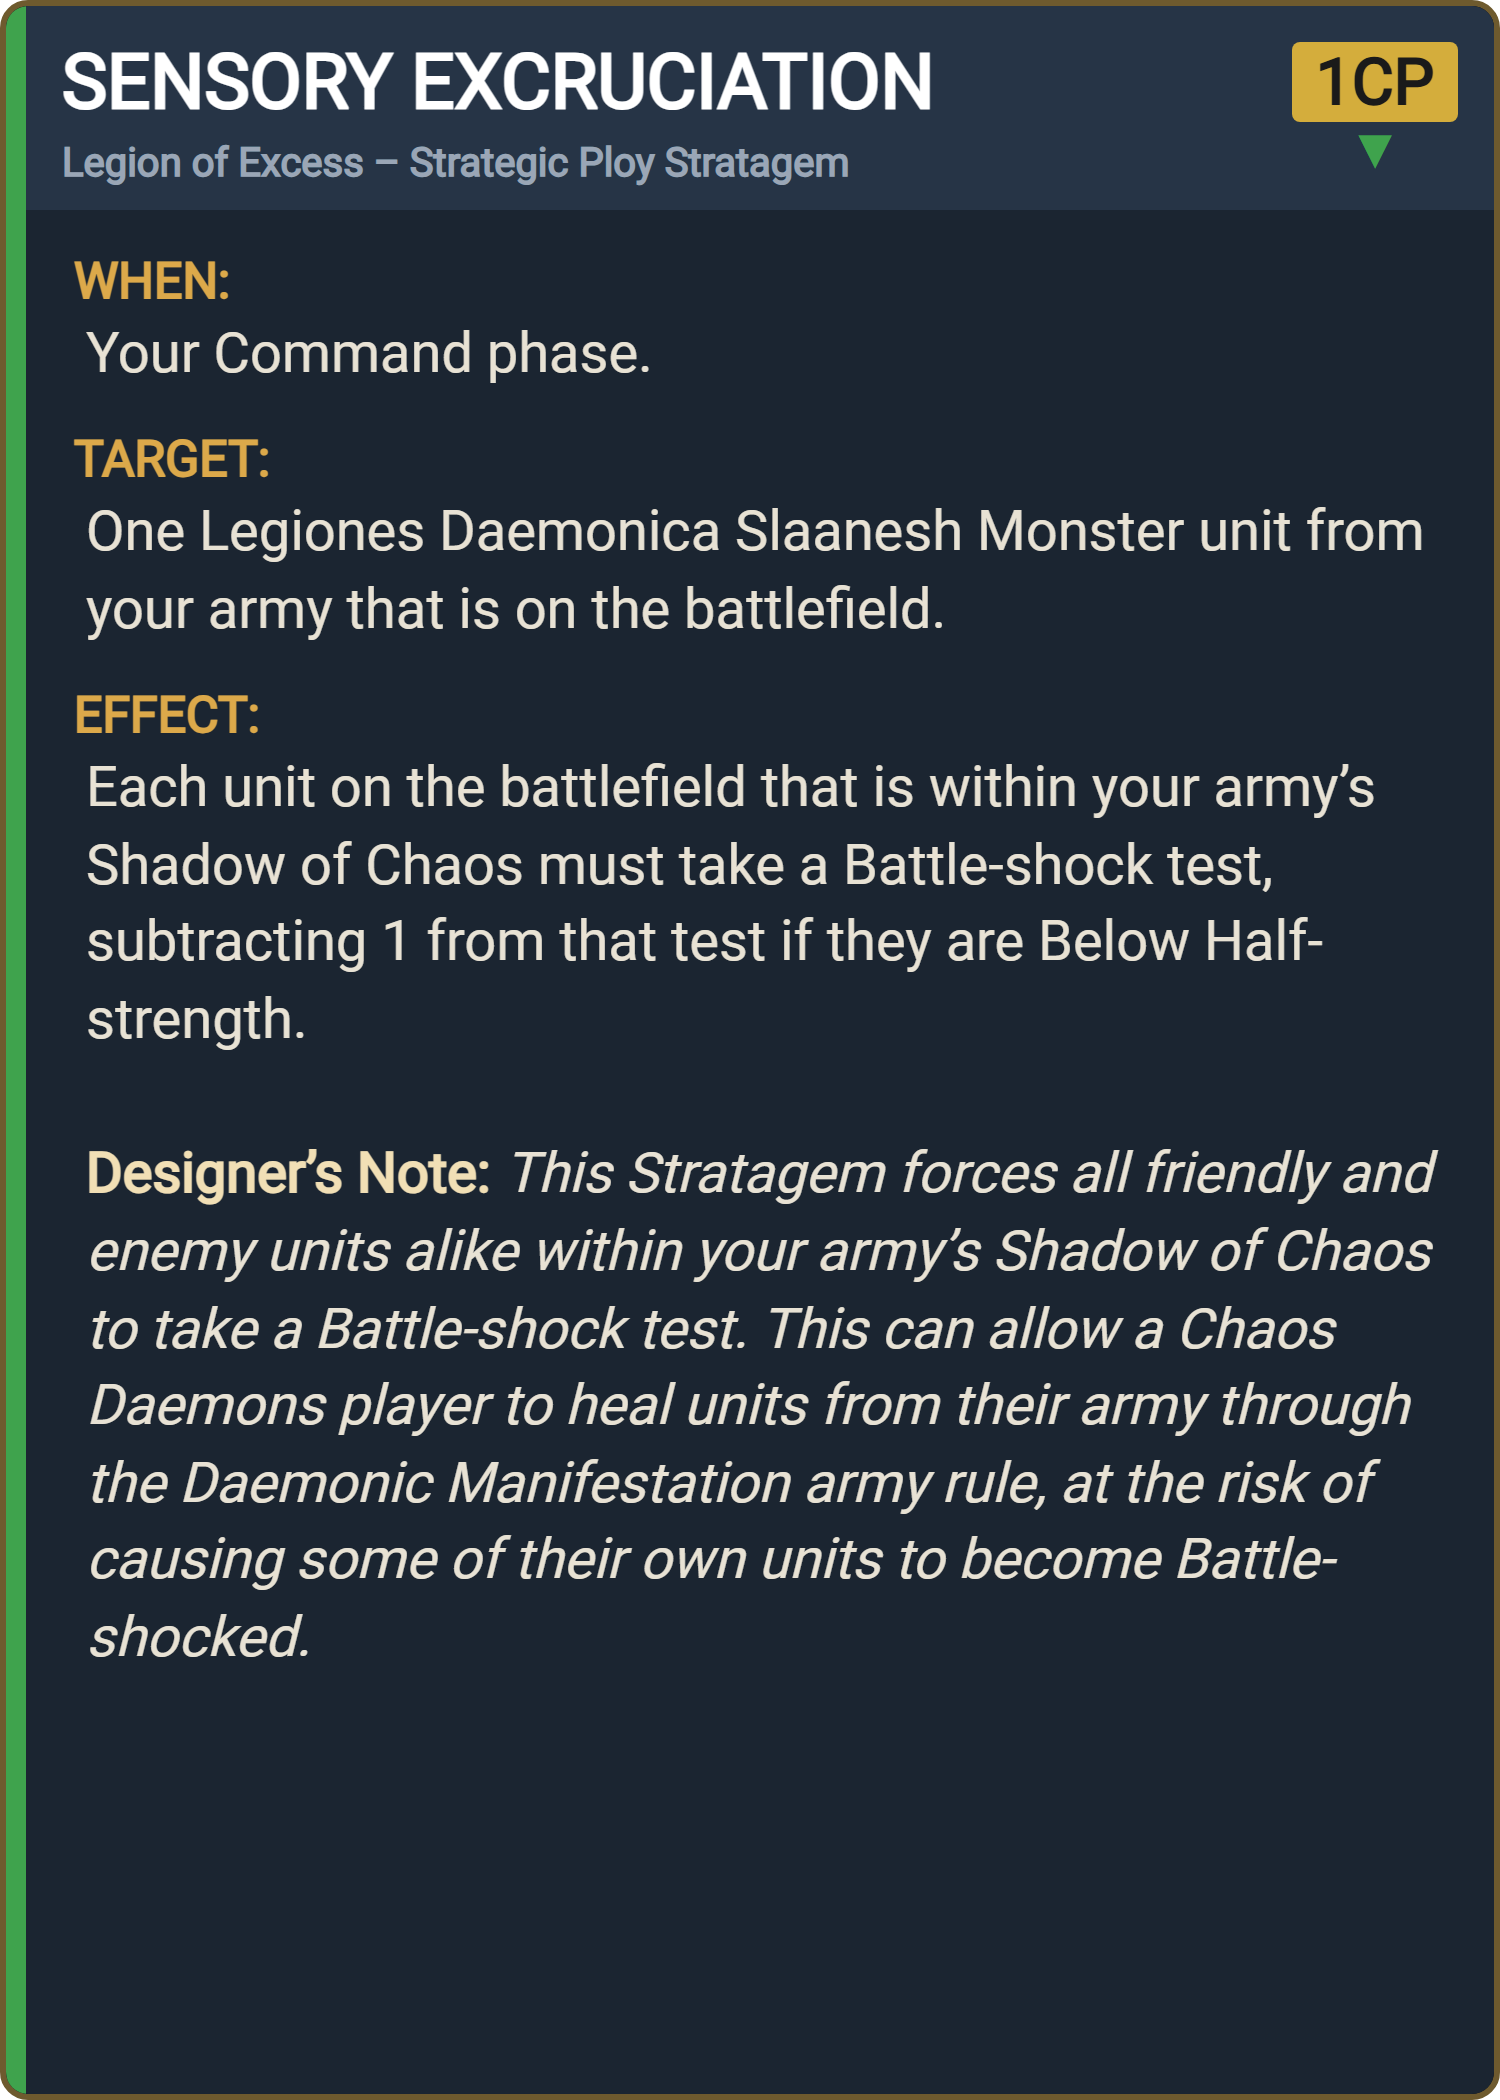 SENSORY EXCRUCIATION
1CP
Legion of Excess – Strategic Ploy Stratagem
WHEN:
Your Command phase.
TARGET:
One Legiones Daemonica Slaanesh Monster unit from
your army that is on the battlefield.
EFFECT:
Each unit on the battlefield that is within your army’s
Shadow of Chaos must take a Battle-shock test,
subtracting 1 from that test if they are Below Half-
strength.
Designer’s Note: This Stratagem forces all friendly and
enemy units alike within your army’s Shadow of Chaos
to take a Battle-shock test. This can allow a Chaos
Daemons player to heal units from their army through
the Daemonic Manifestation army rule, at the risk of
causing some of their own units to become Battle-
shocked.